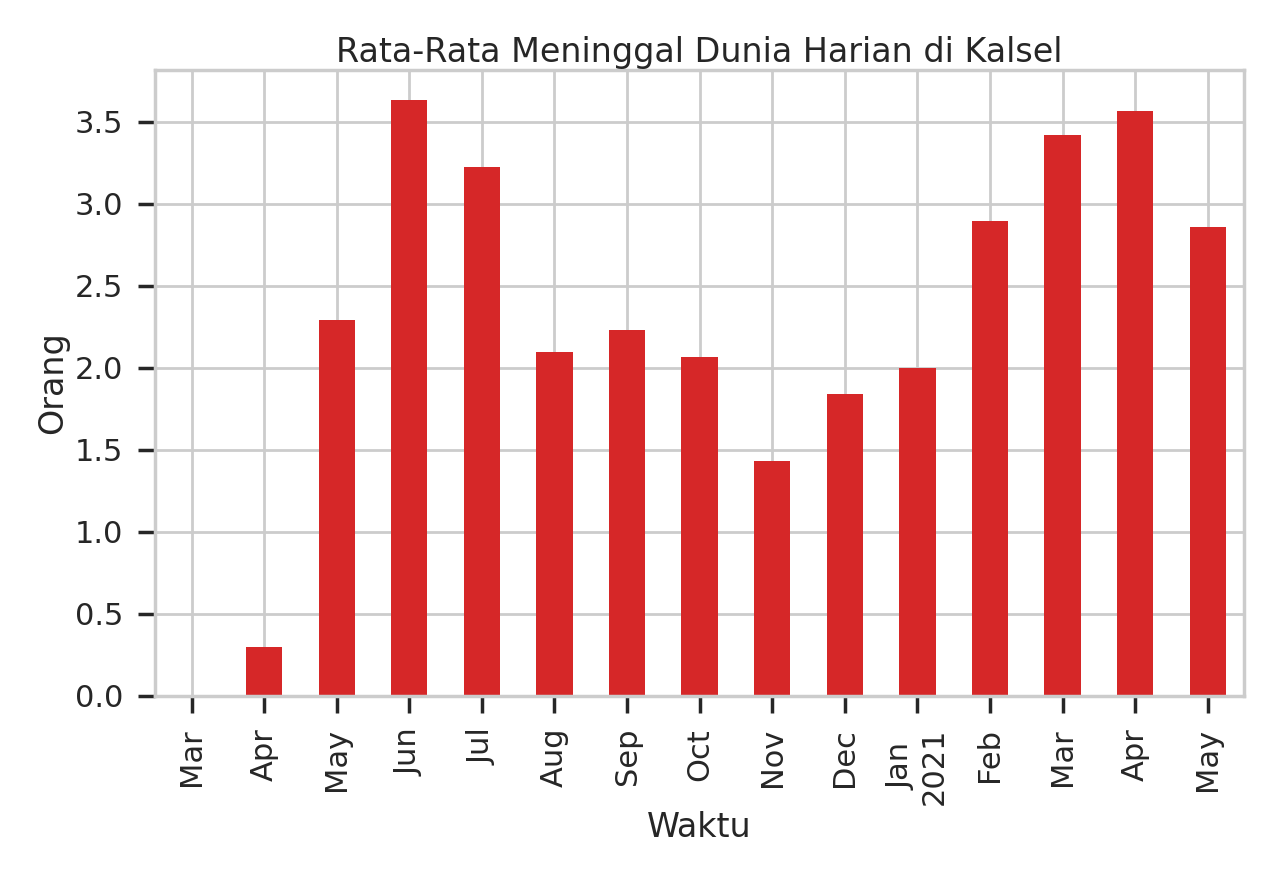 Rata-Rata Meninggal Dunia Harian di Kalsel
3.5
3.0
2.5
2.0
1.5
1.0
0.5
0.0
Orang
Mar
Apr
May
Jun
Jul
Aug
Sep
Oct
Nov
Dec
Jan
2021
Feb
Mar
Apr
May
Waktu